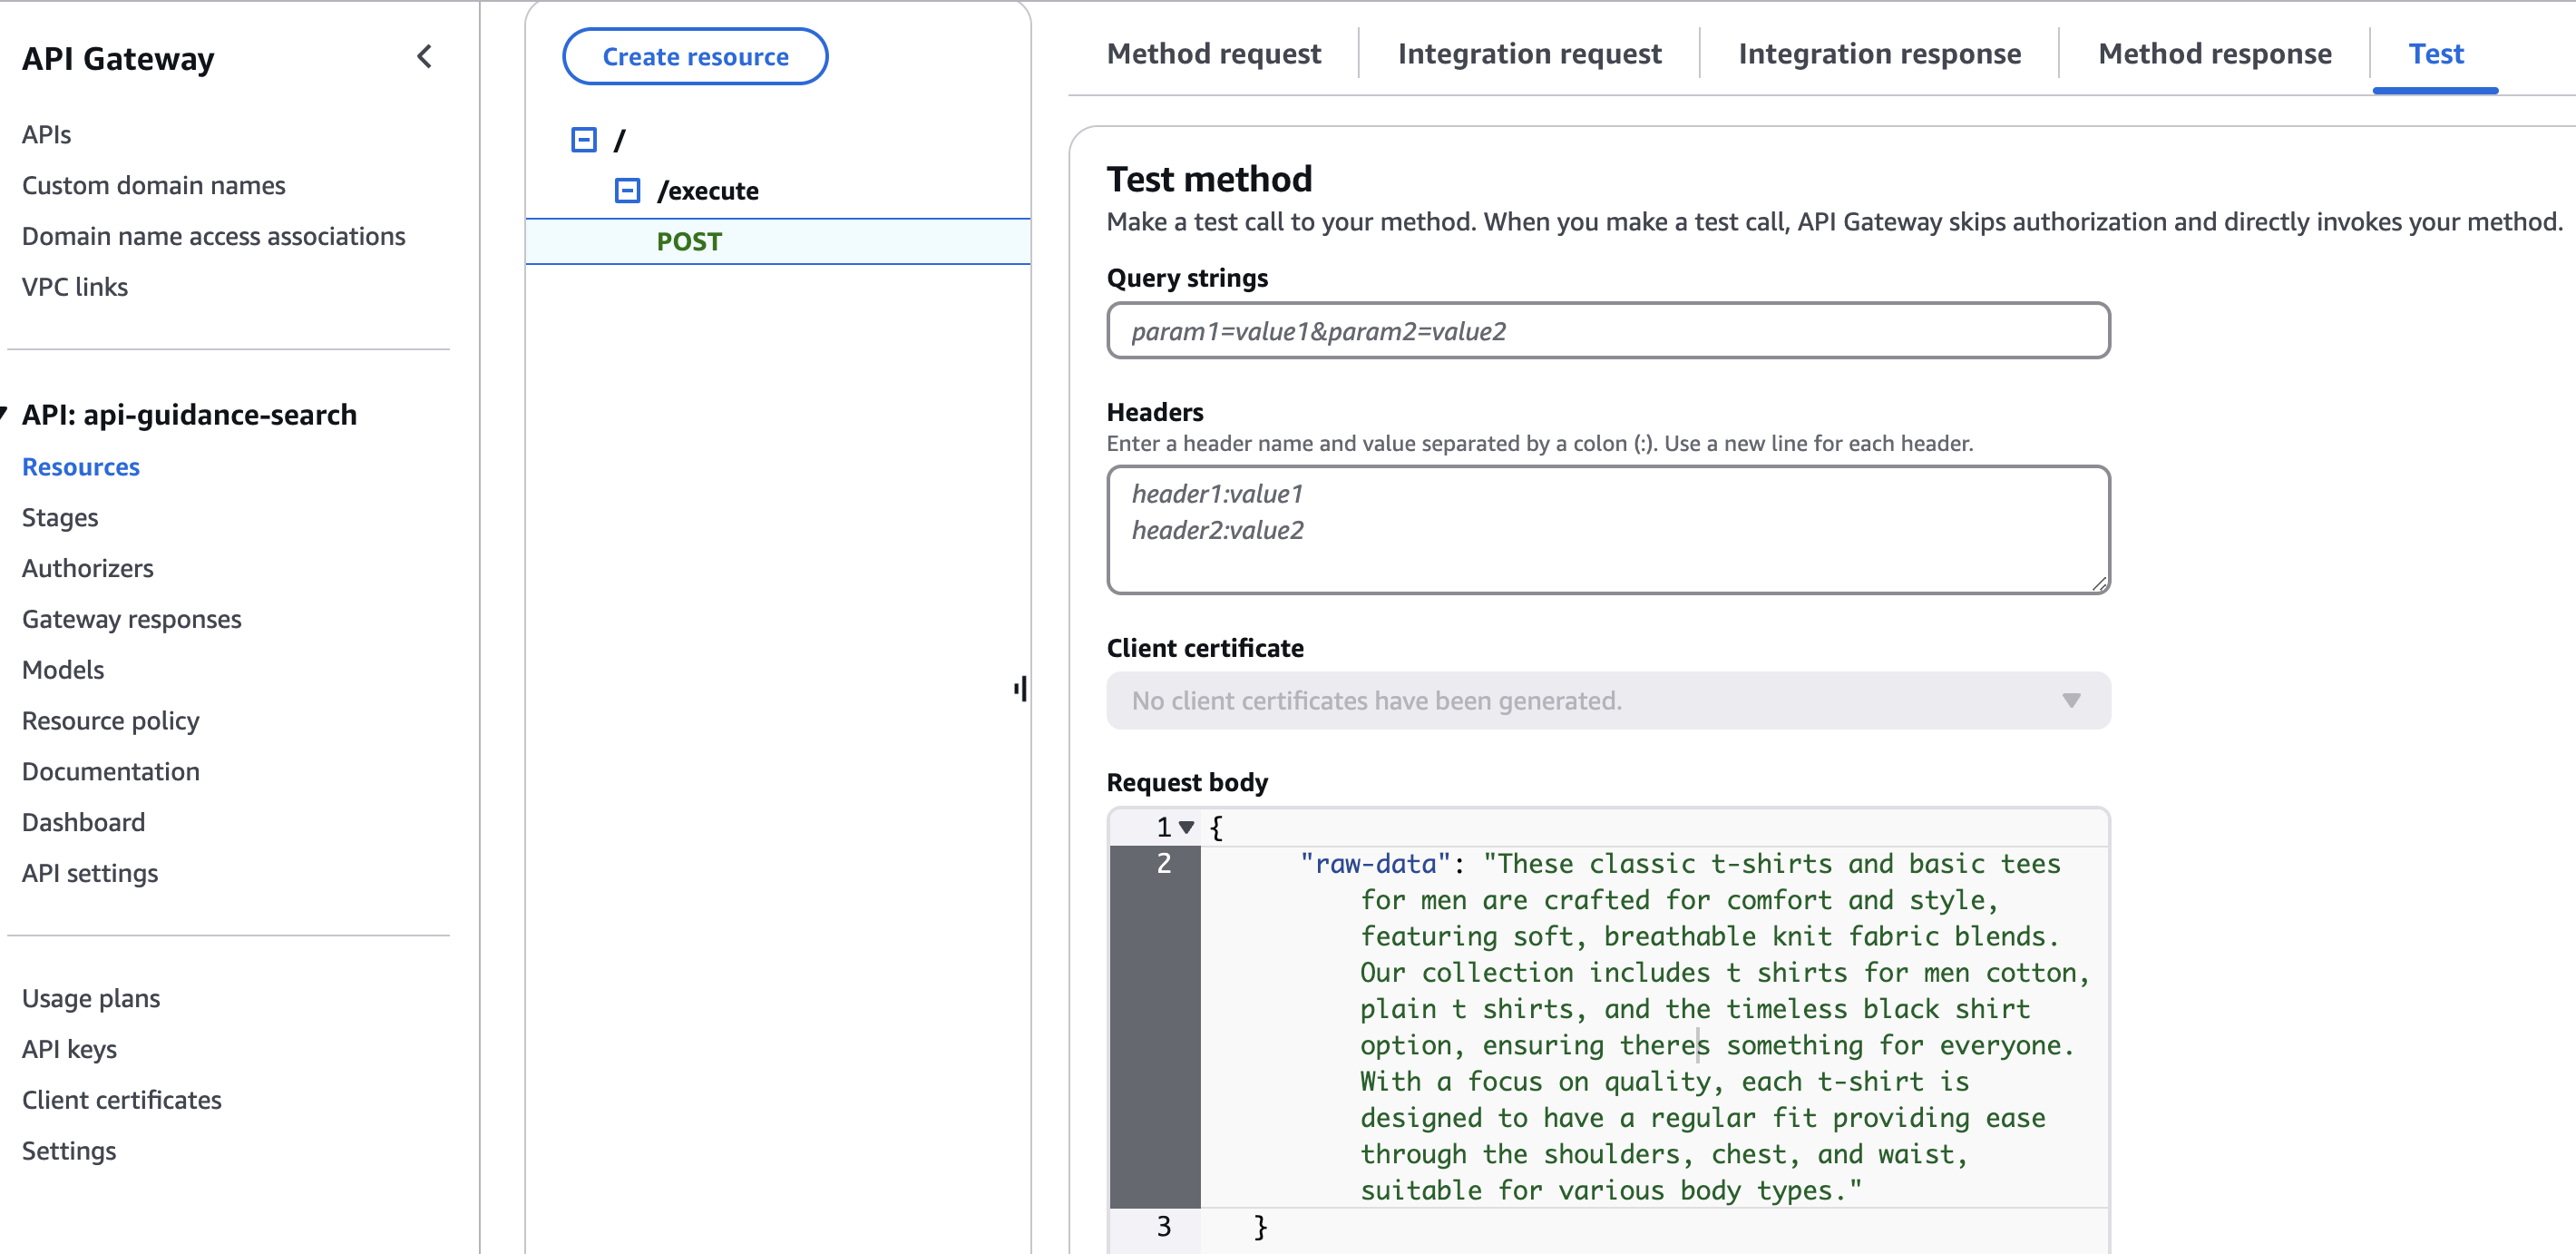 API Gateway
APIs
Custom domain names
Domain name access associations
VPC links
API: api-guidance-search
Resources
Stages
Authorizers
Gateway responses
Models
Resource policy
Documentation
Dashboard
API settings
Usage plans
API keys
Client certificates
Settings
Create resource
/
/execute
POST
Method request
Integration request
Integration response
Method response
Test
Test method
Make a test call to your method. When you make a test call, API Gateway skips authorization and directly invokes your method.
Query strings
param1=value1&param2=value2
Headers
Enter a header name and value separated by a colon (:). Use a new line for each header.
header1:value1
header2:value2
Client certificate
No client certificates have been generated.
Request body
1 {
2 "raw-data": "These classic t-shirts and basic tees
for men are crafted for comfort and style,
featuring soft, breathable knit fabric blends.
Our collection includes t shirts for men cotton,
plain t shirts, and the timeless black shirt
option, ensuring theres something for everyone.
With a focus on quality, each t-shirt is
designed to have a regular fit providing ease
through the shoulders, chest, and waist,
suitable for various body types."
3 }